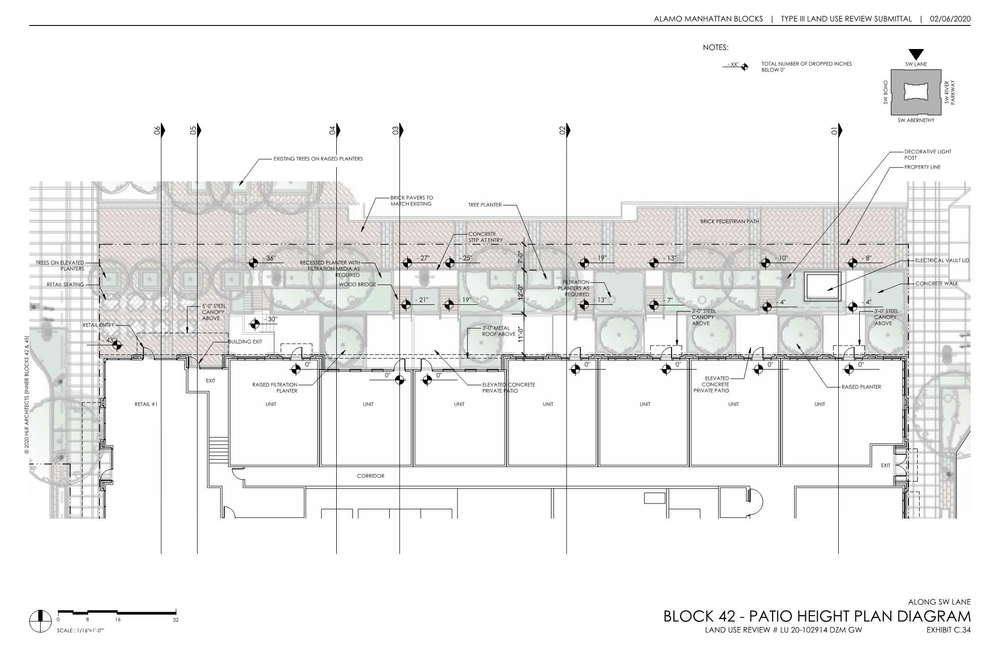 ALAMO MANHATTAN BLOCKS | TYPE III LAND USE REVIEW SUBMITTAL | 02/06/2020
NOTES:
- XX"
TOTAL NUMBER OF DROPPED INCHES
BELOW 0"
SW LANE
SW BOND
SW RIVER
PARKWAY
SW ABERNETHY
06
05
04
03
02
01
DECORATIVE LIGHT
POST
PROPERTY LINE
EXISTING TREES ON RAISED PLANTERS
BRICK PAVERS TO
MATCH EXISTING
TREE PLANTER
BRICK PEDESTRIAN PATH
CONCRETE
STEP AT ENTRY
TREES ON ELEVATED
PLANTERS
- 36"
RECESSED PLANTER WITH
FILTRATION MEDIA AS
REQUIRED
- 27"
- 25"
7'-0"
- 19"
- 13"
- 10"
- 8"
ELECTRICAL VAULT LID
RETAIL SEATING
WOOD BRIDGE
FILTRATION
PLANTERS AS
REQUIRED
CONCRETE WALK
12'-0"
- 21"
- 19"
- 13"
- 7"
- 4"
- 4"
5'-0" STEEL
CANOPY
ABOVE
3'-0" STEEL
CANOPY
ABOVE
3'-0" STEEL
CANOPY
ABOVE
RETAIL ENTRY
- 30"
3'-0" METAL
ROOF ABOVE
11'-0"
- 43"
BUILDING EXIT
0"
0"
0"
0"
0"
0"
0"
EXIT
RAISED FILTRATION
PLANTER
ELEVATED CONCRETE
PRIVATE PATIO
ELEVATED
CONCRETE
PRIVATE PATIO
RAISED PLANTER
RETAIL #1
UNIT
UNIT
UNIT
UNIT
UNIT
UNIT
UNIT
EXIT
CORRIDOR
© 2020 HLR ARCHITECTS (INNER BLOCKS 42 & 45)
0 8 16 32
SCALE : 1/16"=1'-0""
ALONG SW LANE
BLOCK 42 - PATIO HEIGHT PLAN DIAGRAM
LAND USE REVIEW # LU 20-102914 DZM GW
EXHIBIT C.34